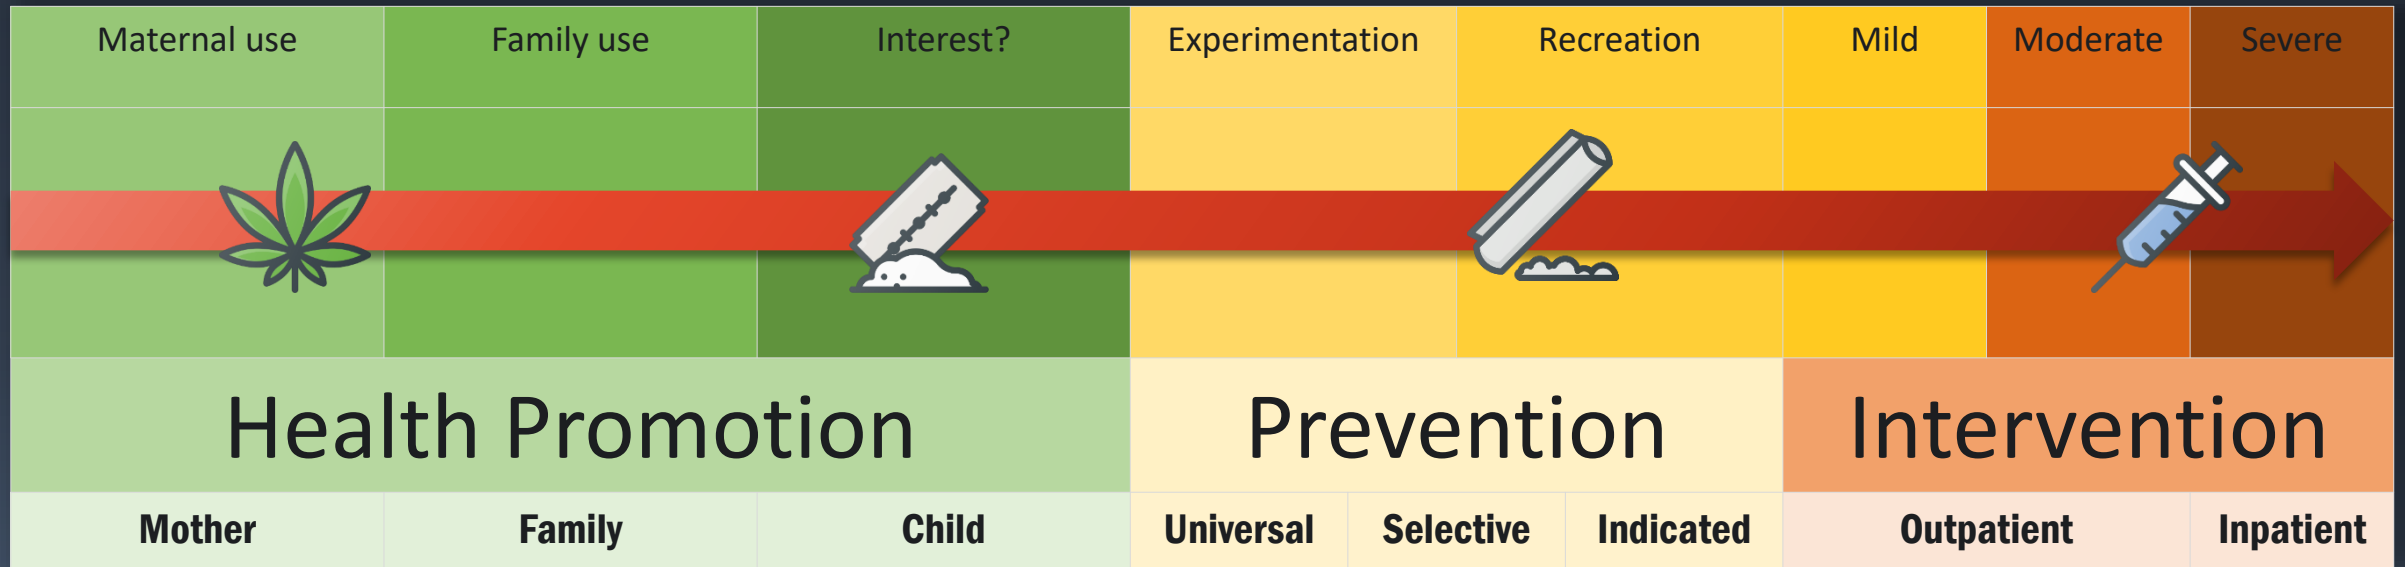 Maternal use Family use Interest? Experimentation Recreation Mild Moderate Severe
Health Promotion Prevention Intervention
Mother Family Child Universal Selective Indicated Outpatient Inpatient